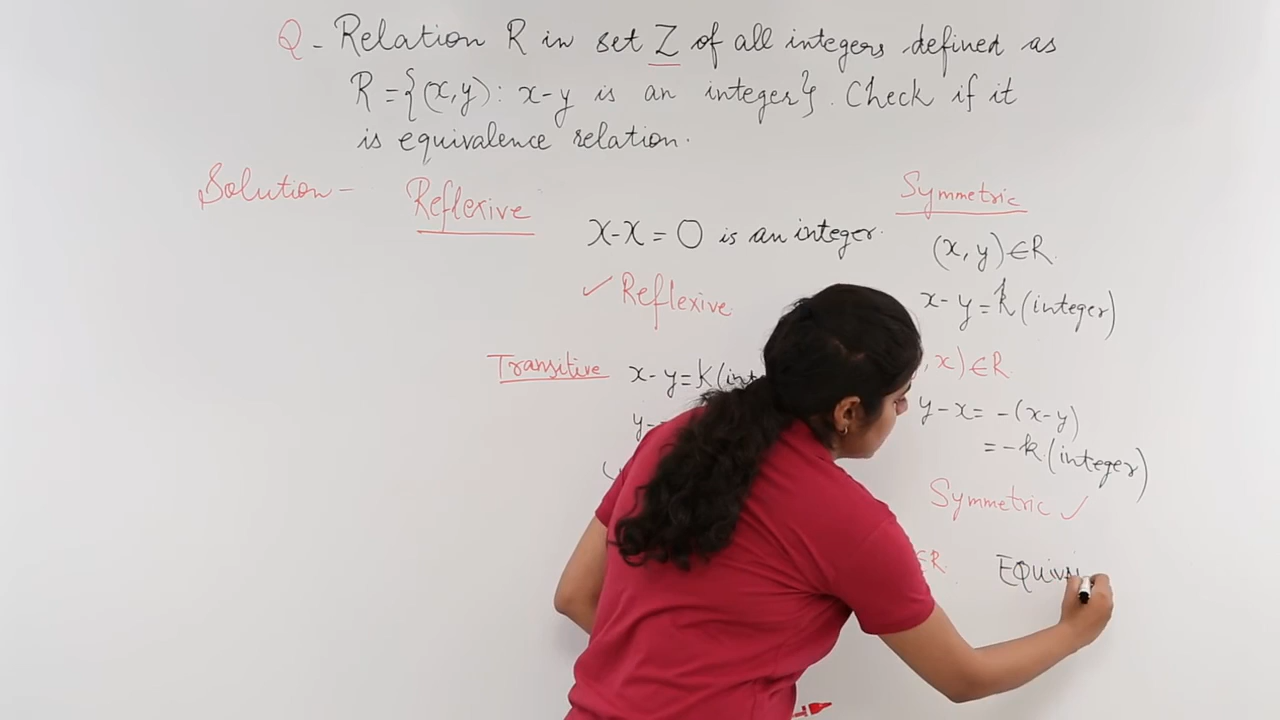 Q - Relation R in set Z of all integers defined as
R = {(x,y) : x-y is an integer}. Check if it
is equivalence relation.
Solution -
Reflexive
x-x = 0 is an integer.
✓ Reflexive
Symmetric
(x, y) ∈ R.
x - y = k (integer)
, x) ∈ R
y - x = - (x-y)
= - k. (integer)
Symmetric ✓
Transitive
x - y = k (int
y -
(
∈ R.